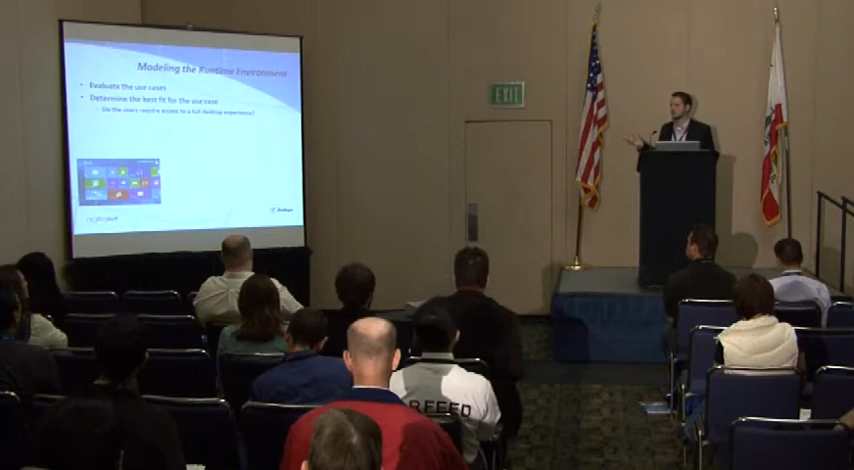 Modeling the Runtime Environment
• Evaluate the use cases
• Determine the best fit for the use case
- Do the users require access to a full desktop experience?
EXIT
REED